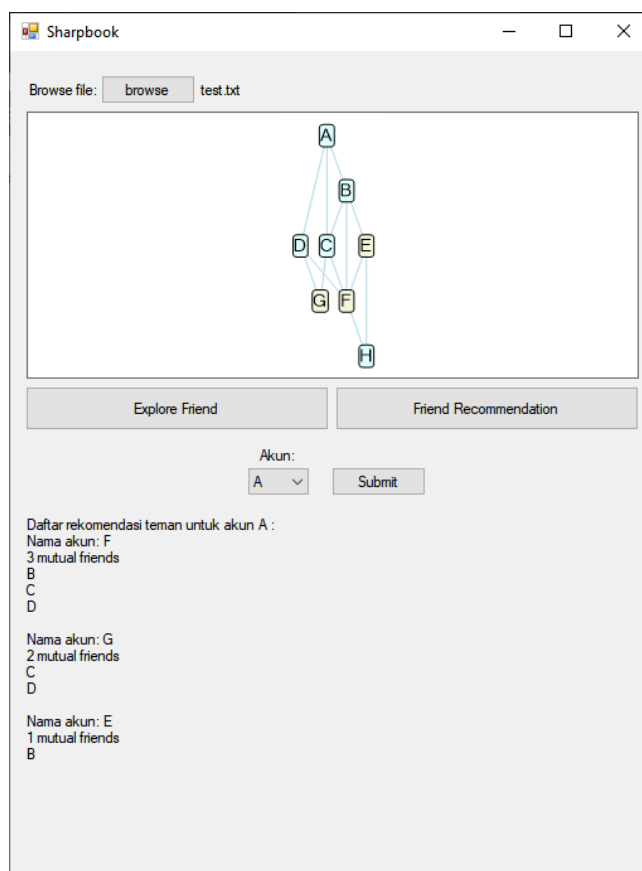 Sharpbook
Browse file: browse test.txt
A
B
D C E
G F
H
Explore Friend Friend Recommendation
Akun:
A Submit
Daftar rekomendasi teman untuk akun A :
Nama akun: F
3 mutual friends
B
C
D
Nama akun: G
2 mutual friends
C
D
Nama akun: E
1 mutual friends
B